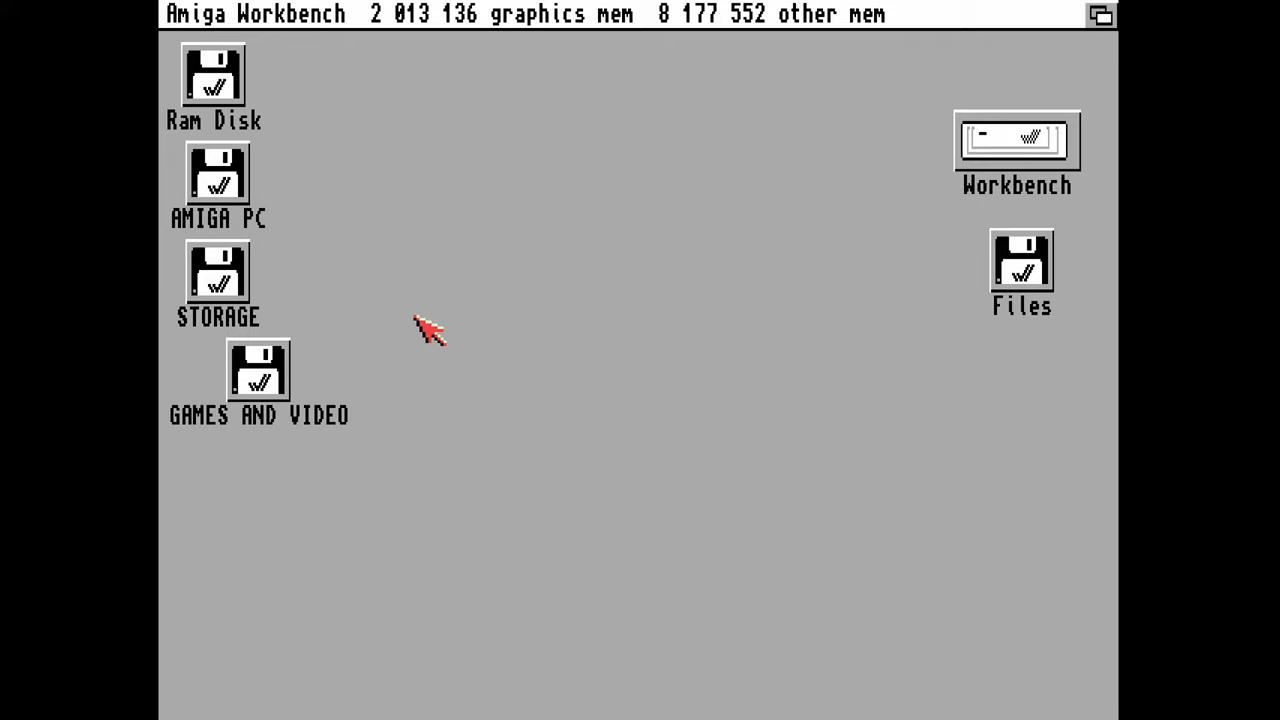 Amiga Workbench 2 013 136 graphics mem 8 177 552 other mem
Ram Disk
AMIGA PC
STORAGE
GAMES AND VIDEO
Workbench
Files